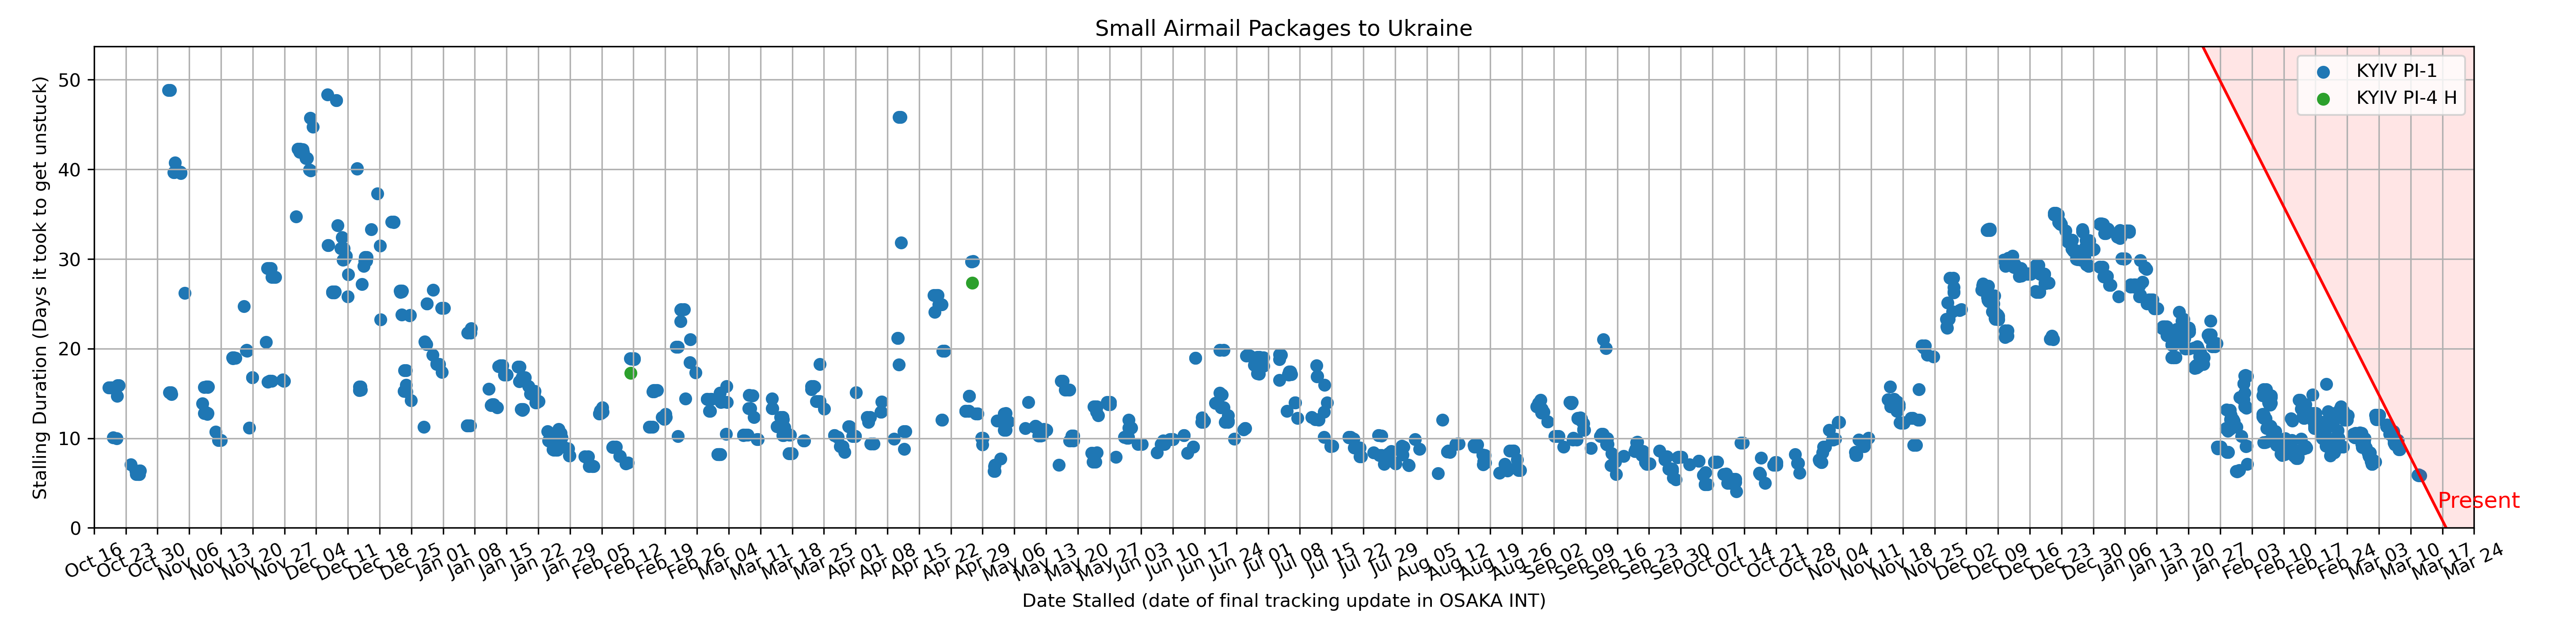 Small Airmail Packages to Ukraine
KYIV PI-1
KYIV PI-4 H
Present
Stalling Duration (Days it took to get unstuck)
50
40
30
20
10
0
Oct 16
Oct 23
Oct 30
Nov 06
Nov 13
Nov 20
Nov 27
Dec 04
Dec 11
Dec 18
Dec 25
Jan 01
Jan 08
Jan 15
Jan 22
Jan 29
Feb 05
Feb 12
Feb 19
Feb 26
Mar 04
Mar 11
Mar 18
Mar 25
Apr 01
Apr 08
Apr 15
Apr 22
Apr 29
May 06
May 13
May 20
May 27
Jun 03
Jun 10
Jun 17
Jun 24
Jul 01
Jul 08
Jul 15
Jul 22
Jul 29
Aug 05
Aug 12
Aug 19
Aug 26
Sep 02
Sep 09
Sep 16
Sep 23
Sep 30
Oct 07
Oct 14
Oct 21
Oct 28
Nov 04
Nov 11
Nov 18
Nov 25
Dec 02
Dec 09
Dec 16
Dec 23
Dec 30
Jan 06
Jan 13
Jan 20
Jan 27
Feb 03
Feb 10
Feb 17
Feb 24
Mar 03
Mar 10
Mar 17
Mar 24
Date Stalled (date of final tracking update in OSAKA INT)